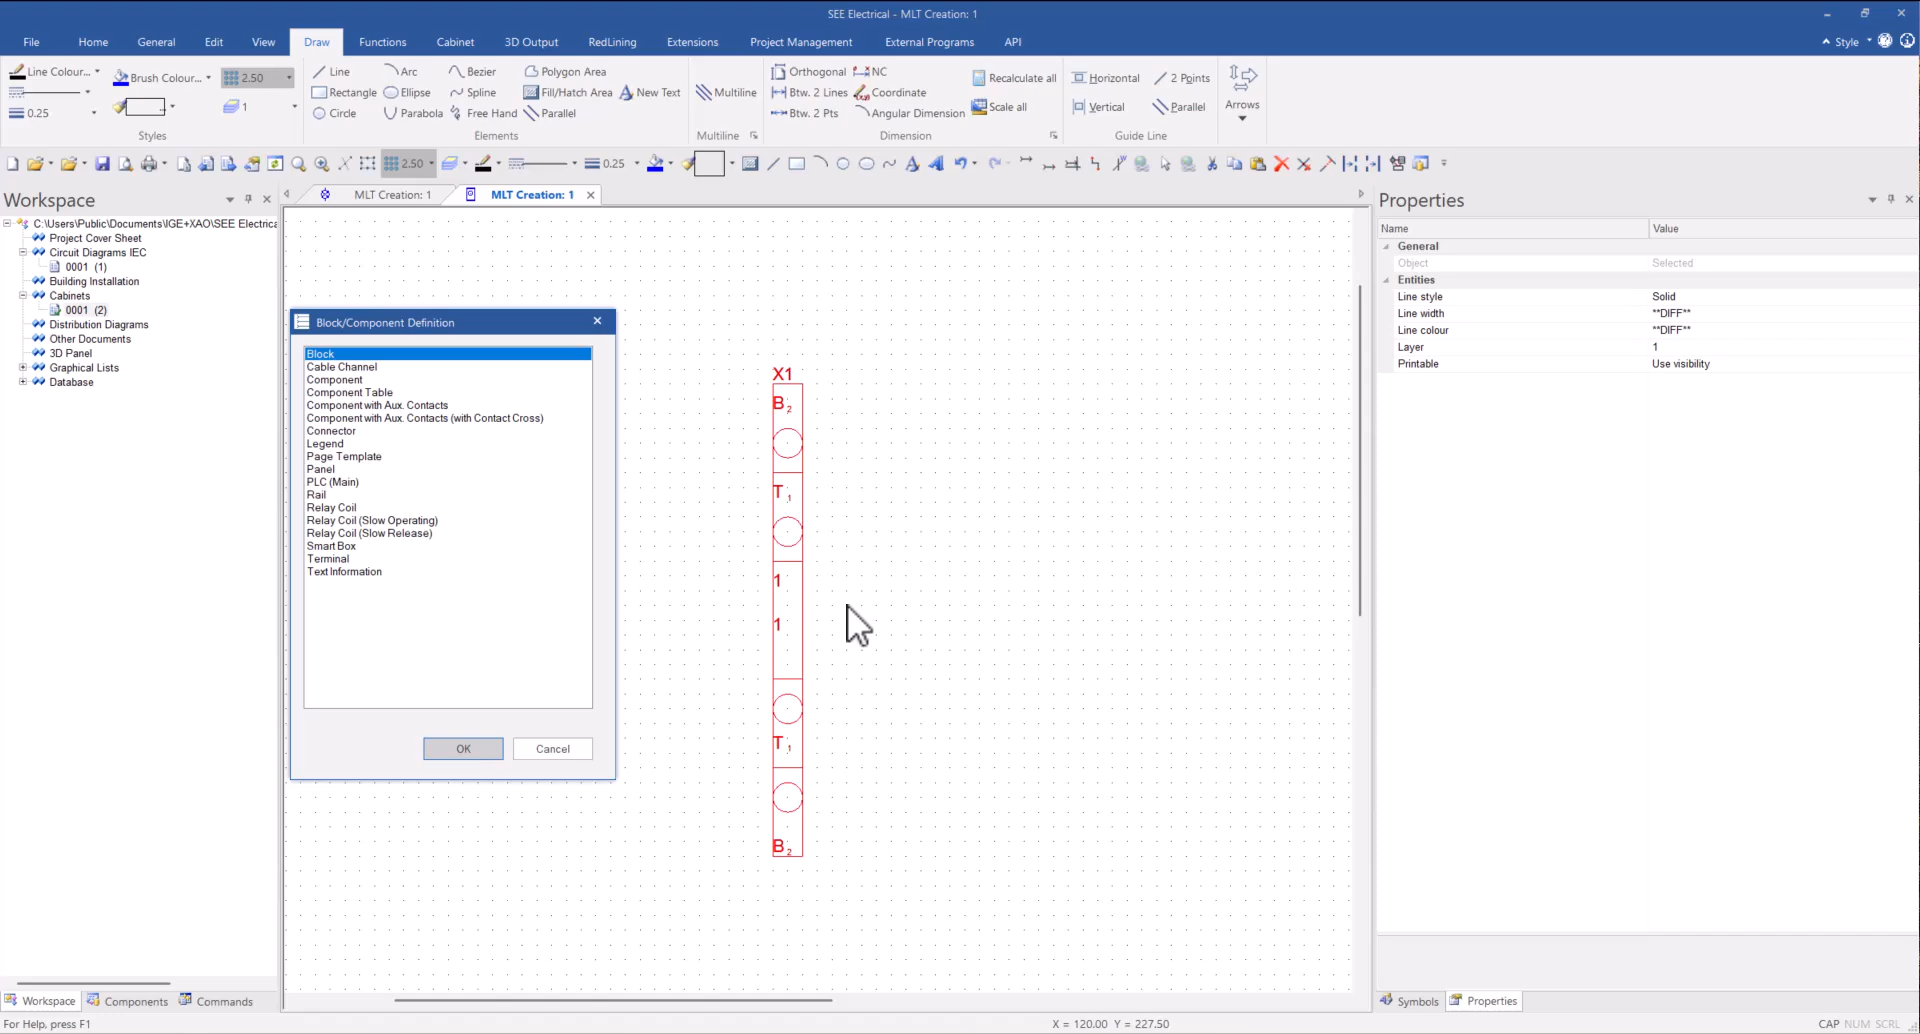 SEE Electrical - MLT Creation: 1
File Home General Edit View Draw Functions Cabinet 3D Output RedLining Extensions Project Management External Programs API Style
Line Colour... Brush Colour... 2.50 Line Arc Bezier Polygon Area Orthogonal NC Recalculate all Horizontal 2 Points
Rectangle Ellipse Spline Fill/Hatch Area New Text Multiline Btw. 2 Lines Coordinate Scale all Arrows
0.25 1 Circle Parabola Free Hand Parallel Btw. 2 Pts Angular Dimension Vertical Parallel
Styles Elements Multiline Dimension Guide Line
2.50 0.25
Workspace
MLT Creation: 1 MLT Creation: 1
Properties
C:\Users\Public\Documents\IGE+XAO\SEE Electrica
Project Cover Sheet
Circuit Diagrams IEC
0001 (1)
Building Installation
Cabinets
0001 (2)
Distribution Diagrams
Other Documents
3D Panel
Graphical Lists
Database
Block/Component Definition
Block
Cable Channel
Component
Component Table
Component with Aux. Contacts
Component with Aux. Contacts (with Contact Cross)
Connector
Legend
Page Template
Panel
PLC (Main)
Rail
Relay Coil
Relay Coil (Slow Operating)
Relay Coil (Slow Release)
Smart Box
Terminal
Text Information
OK Cancel
X1
B 2
T 1
1
1
T 1
B 2
Name Value
General
Object Selected
Entities
Line style Solid
Line width **DIFF**
Line colour **DIFF**
Layer 1
Printable Use visibility
Workspace Components Commands
Symbols Properties
For Help, press F1
X = 120.00 Y = 227.50
CAP NUM SCRL